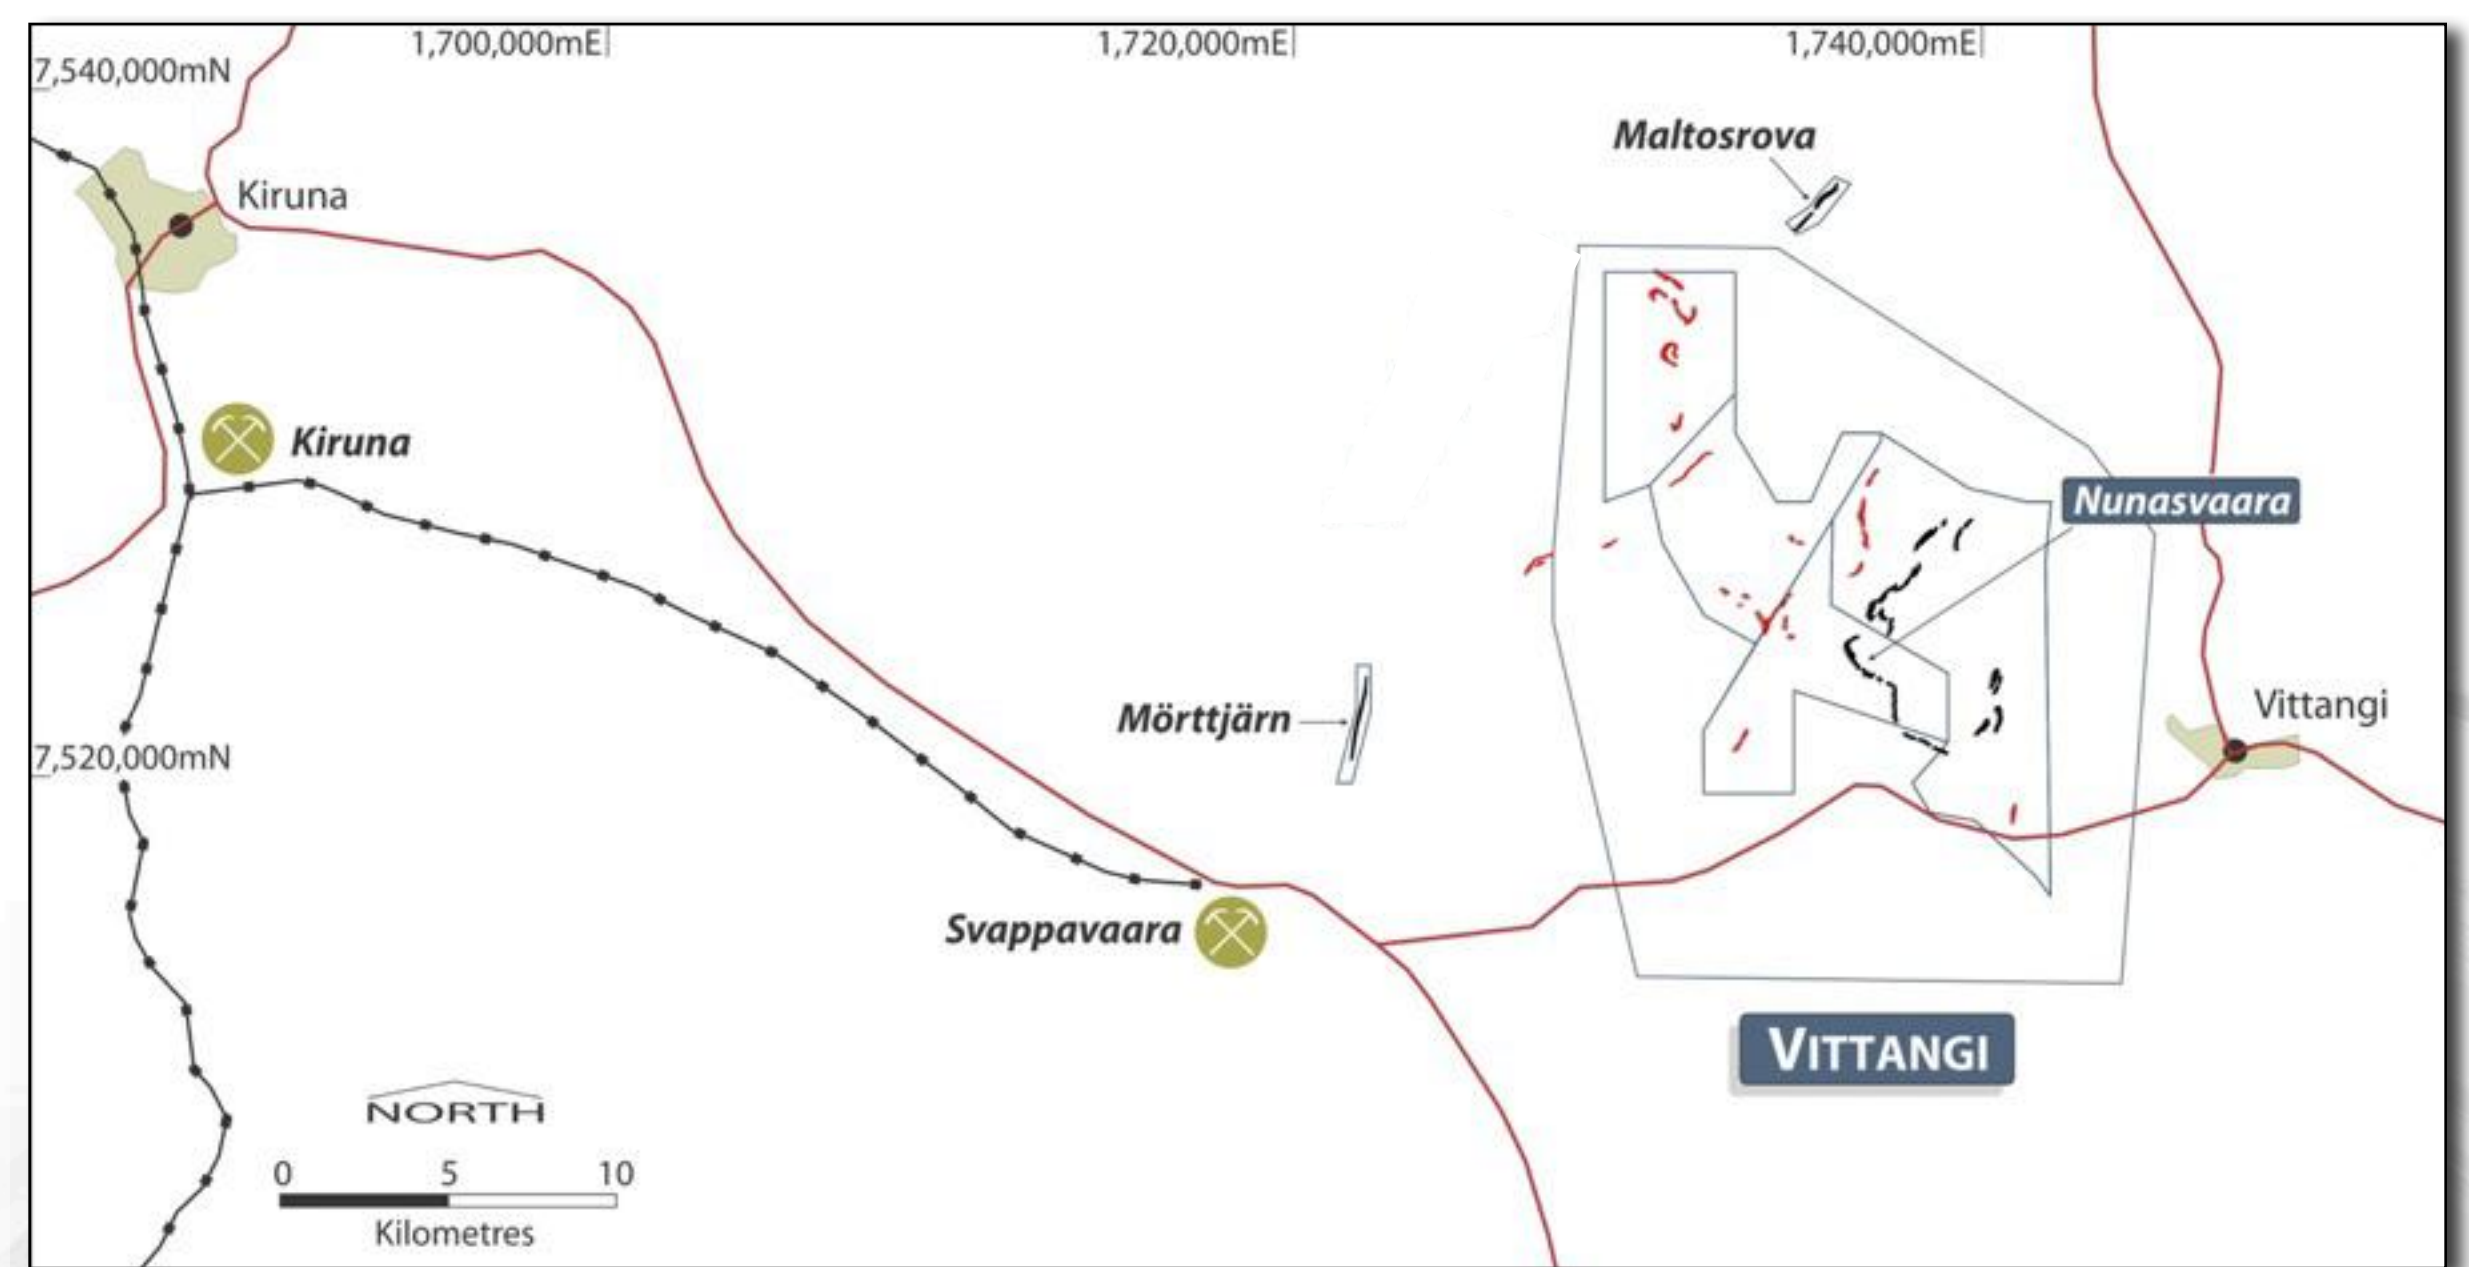 1,700,000mE
1,720,000mE
1,740,000mE
7,540,000mN
Maltosrova
Kiruna
Kiruna
Nunasvaara
Mörttjärn
Vittangi
7,520,000mN
Svappavaara
VITTANGI
NORTH
0 5 10
Kilometres